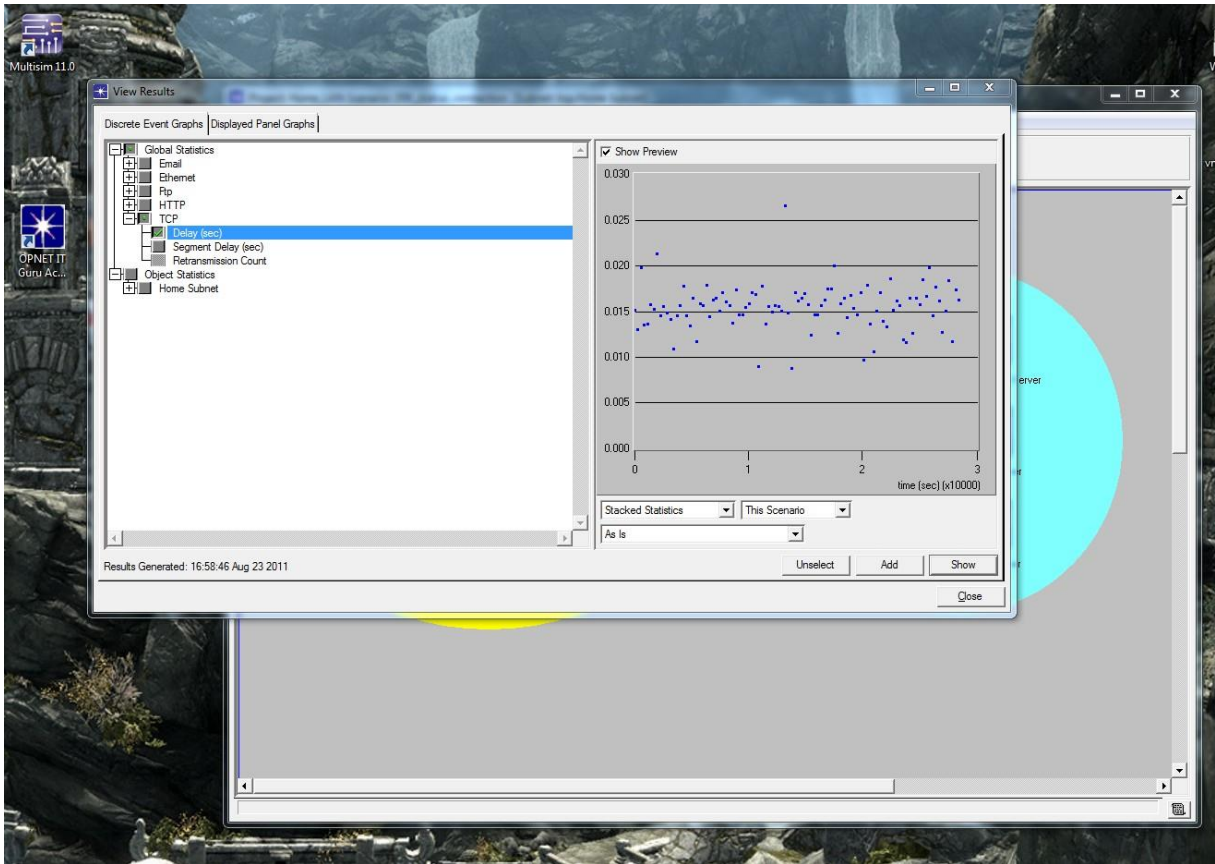 Multisim 11.0
View Results
Discrete Event Graphs
Displayed Panel Graphs
Global Statistics
Email
Ethernet
Ftp
HTTP
TCP
Delay (sec)
Segment Delay (sec)
Retransmission Count
Object Statistics
Home Subnet
OPNET IT
Guru Ac...
Show Preview
0.030
0.025
0.020
0.015
0.010
0.005
0.000
0 1 2 3
time (sec) (x10000)
Stacked Statistics
This Scenario
As Is
Results Generated: 16:58:46 Aug 23 2011
Unselect
Add
Show
Close
erver